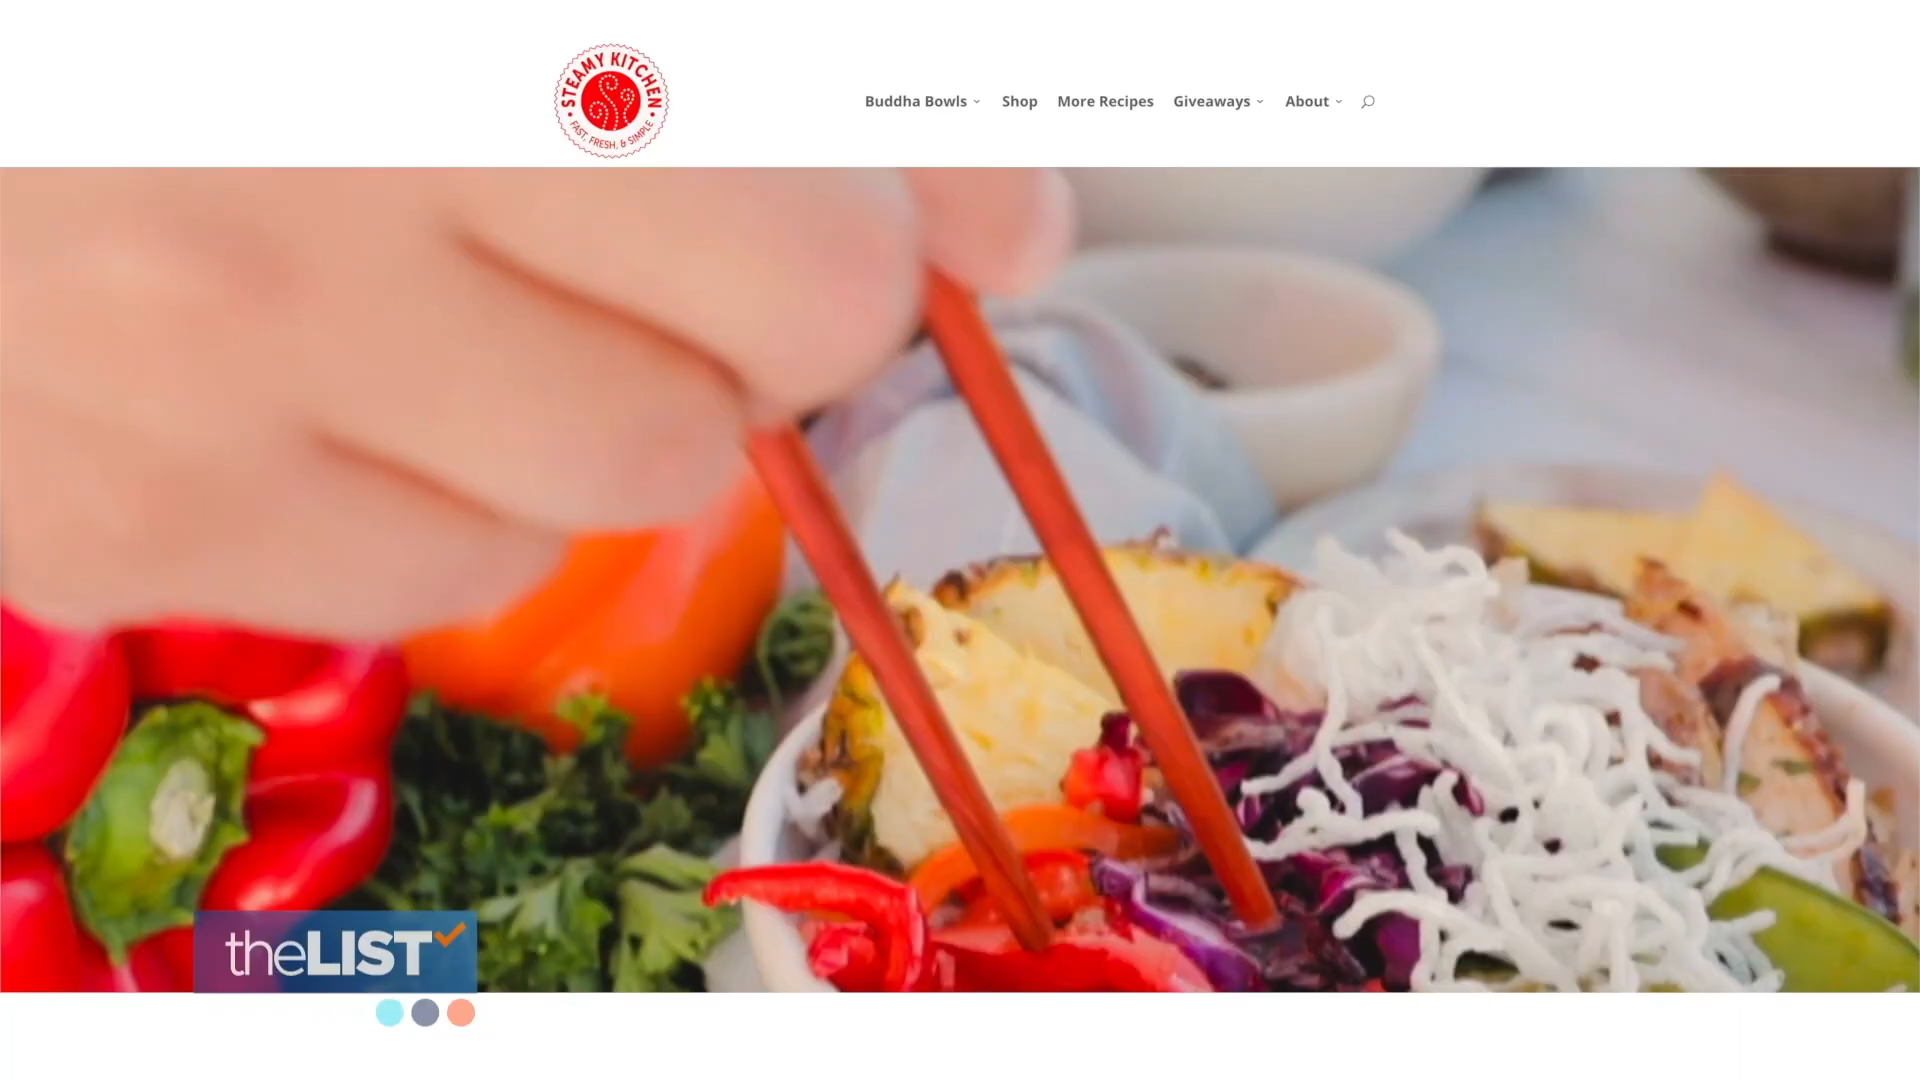 STEAMY KITCHEN
FAST, FRESH, & SIMPLE
Buddha Bowls
Shop
More Recipes
Giveaways
About
theLIST